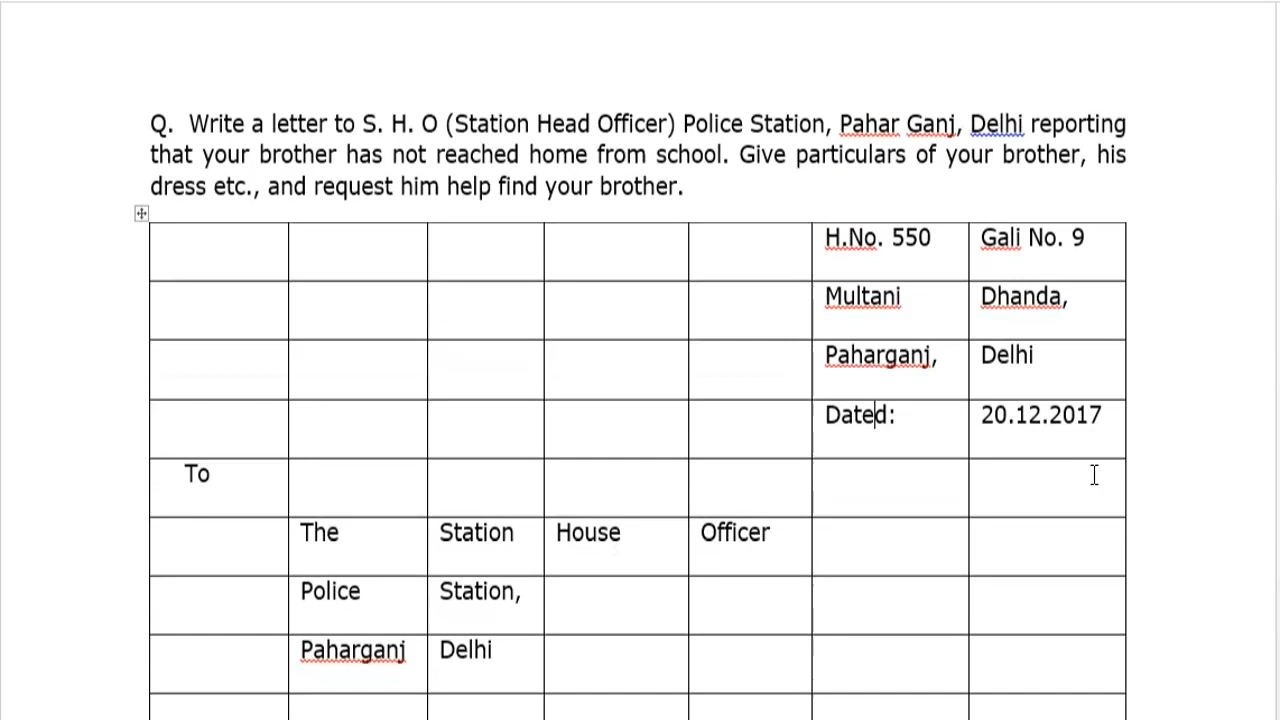 Q. Write a letter to S. H. O (Station Head Officer) Police Station, Pahar Ganj, Delhi reporting
that your brother has not reached home from school. Give particulars of your brother, his
dress etc., and request him help find your brother.
H.No. 550 Gali No. 9
Multani Dhanda,
Paharganj, Delhi
Dated: 20.12.2017
To
The Station House Officer
Police Station,
Paharganj Delhi